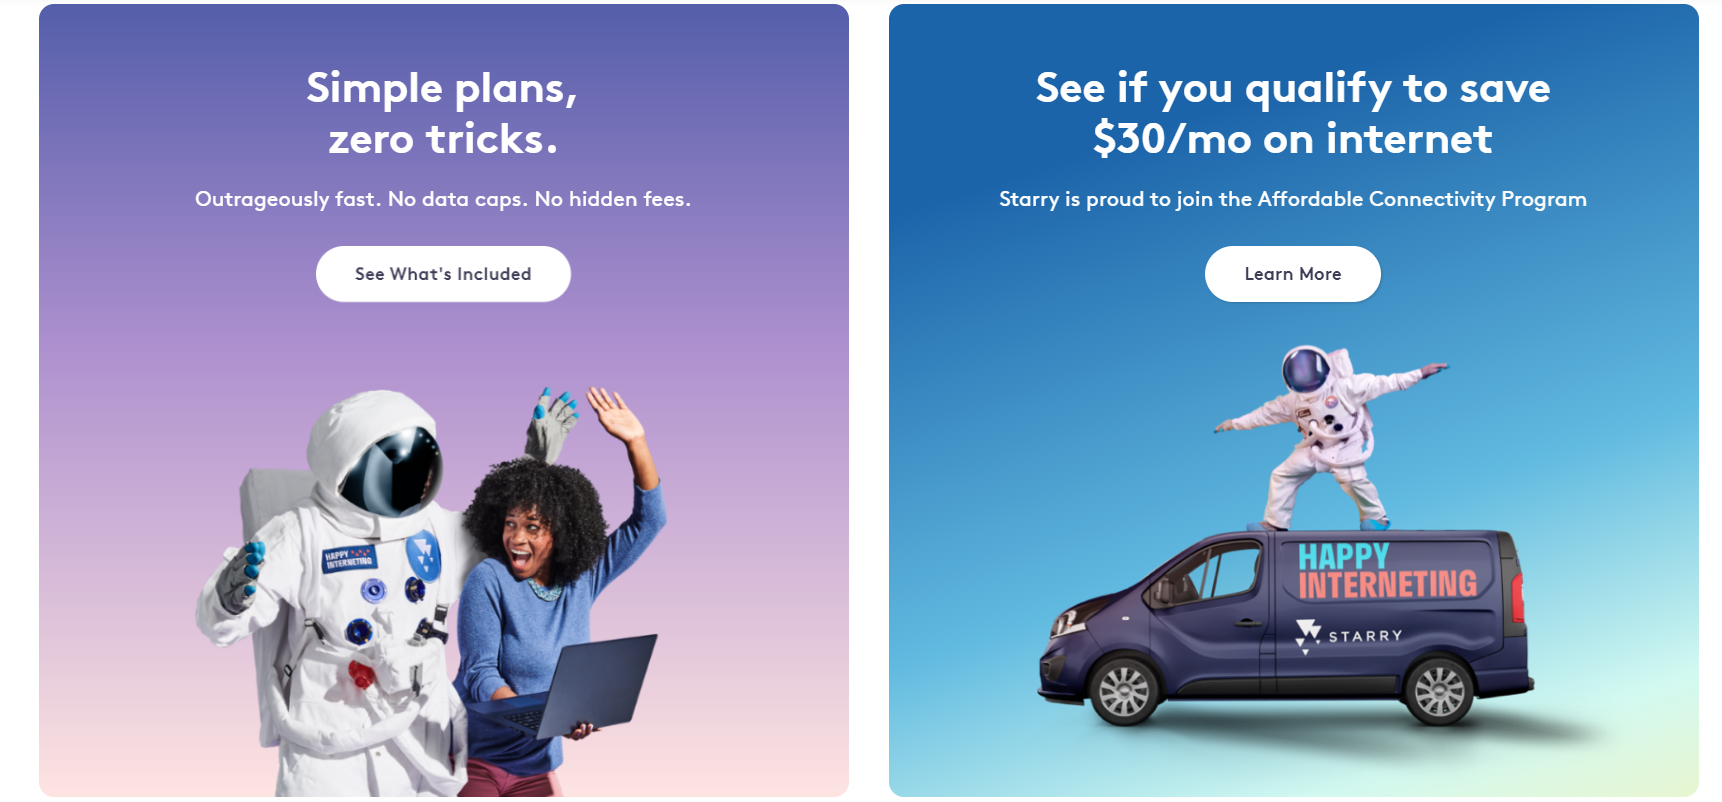 Simple plans,
zero tricks.
Outrageously fast. No data caps. No hidden fees.
See What's Included
HAPPY
INTERNETING
See if you qualify to save
$30/mo on internet
Starry is proud to join the Affordable Connectivity Program
Learn More
HAPPY
INTERNETING
STARRY